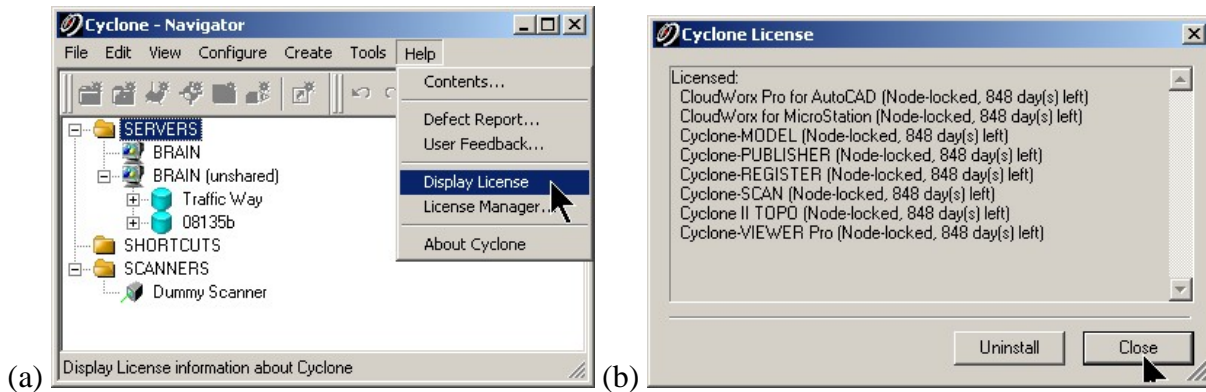 Cyclone - Navigator
File Edit View Configure Create Tools Help
Contents...
Defect Report...
User Feedback...
Display License
License Manager...
About Cyclone
SERVERS
BRAIN
BRAIN (unshared)
Traffic Way
08135b
SHORTCUTS
SCANNERS
Dummy Scanner
Display License information about Cyclone
(a)
Cyclone License
Licensed:
CloudWorx Pro for AutoCAD (Node-locked, 848 day(s) left)
CloudWorx for MicroStation (Node-locked, 848 day(s) left)
Cyclone-MODEL (Node-locked, 848 day(s) left)
Cyclone-PUBLISHER (Node-locked, 848 day(s) left)
Cyclone-REGISTER (Node-locked, 848 day(s) left)
Cyclone-SCAN (Node-locked, 848 day(s) left)
Cyclone II TOPO (Node-locked, 848 day(s) left)
Cyclone-VIEWER Pro (Node-locked, 848 day(s) left)
Uninstall Close
(b)